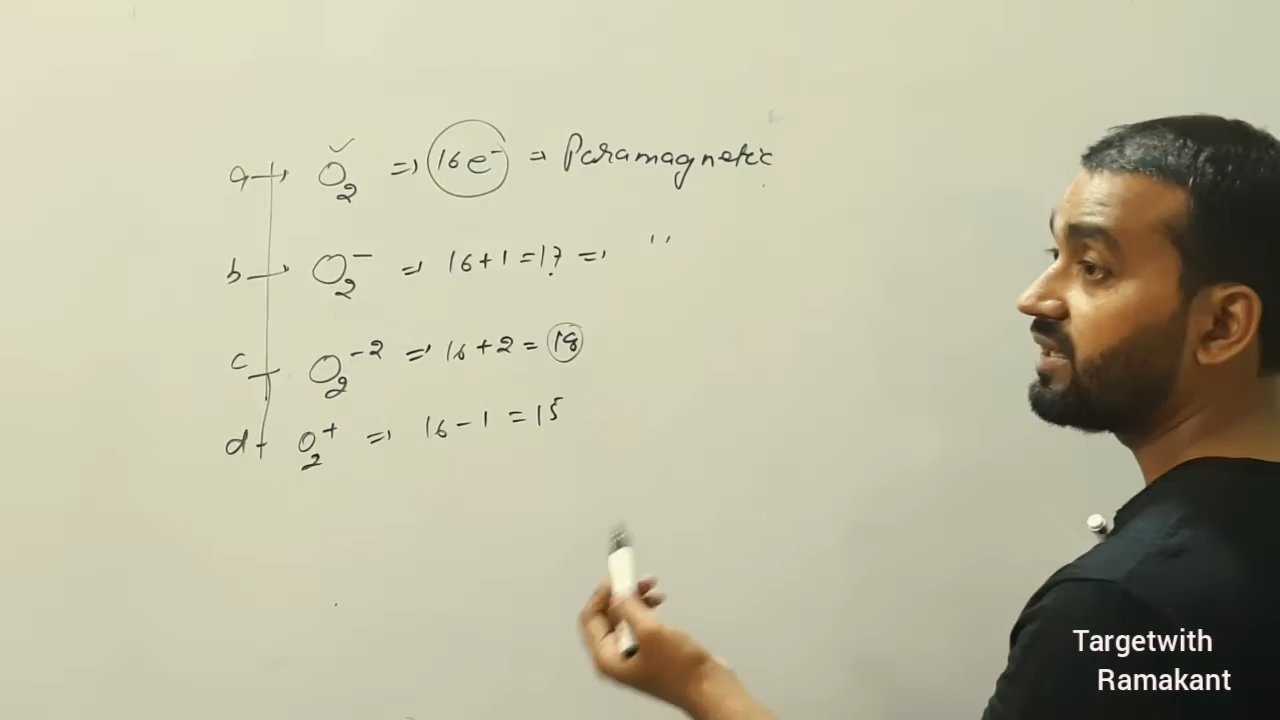 a → O₂ ✓ => 16e⁻ => Paramagnetic
b → O₂⁻ => 16+1=17 => ''
c → O₂⁻² => 16+2=18
d → O₂⁺ => 16-1=15
Targetwith
Ramakant